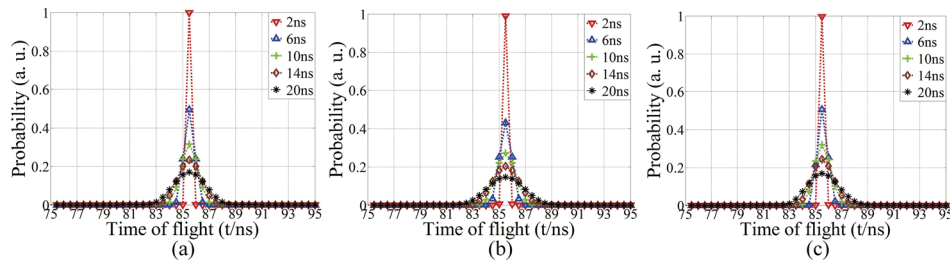 Probability (a. u.)
1
0.8
0.6
0.4
0.2
0
2ns
6ns
10ns
14ns
20ns
75 77 79 81 83 85 87 89 91 93 95
Time of flight (t/ns)
(a)
Probability (a. u.)
1
0.8
0.6
0.4
0.2
0
2ns
6ns
10ns
14ns
20ns
75 77 79 81 83 85 87 89 91 93 95
Time of flight (t/ns)
(b)
Probability (a. u.)
1
0.8
0.6
0.4
0.2
0
2ns
6ns
10ns
14ns
20ns
75 77 79 81 83 85 87 89 91 93 95
Time of flight (t/ns)
(c)